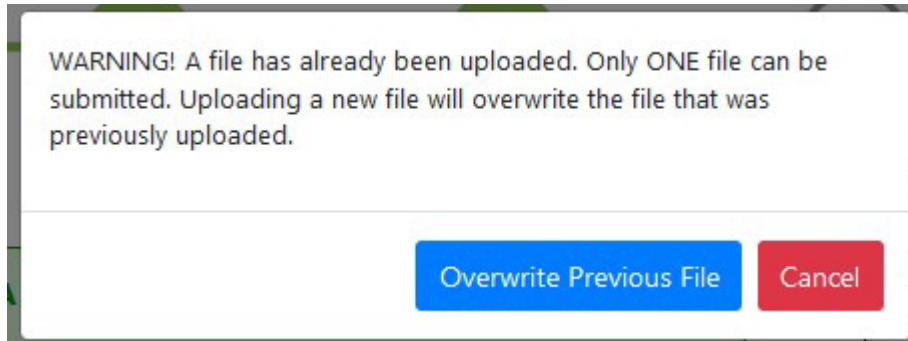 WARNING! A file has already been uploaded. Only ONE file can be
submitted. Uploading a new file will overwrite the file that was
previously uploaded.
Overwrite Previous File
Cancel